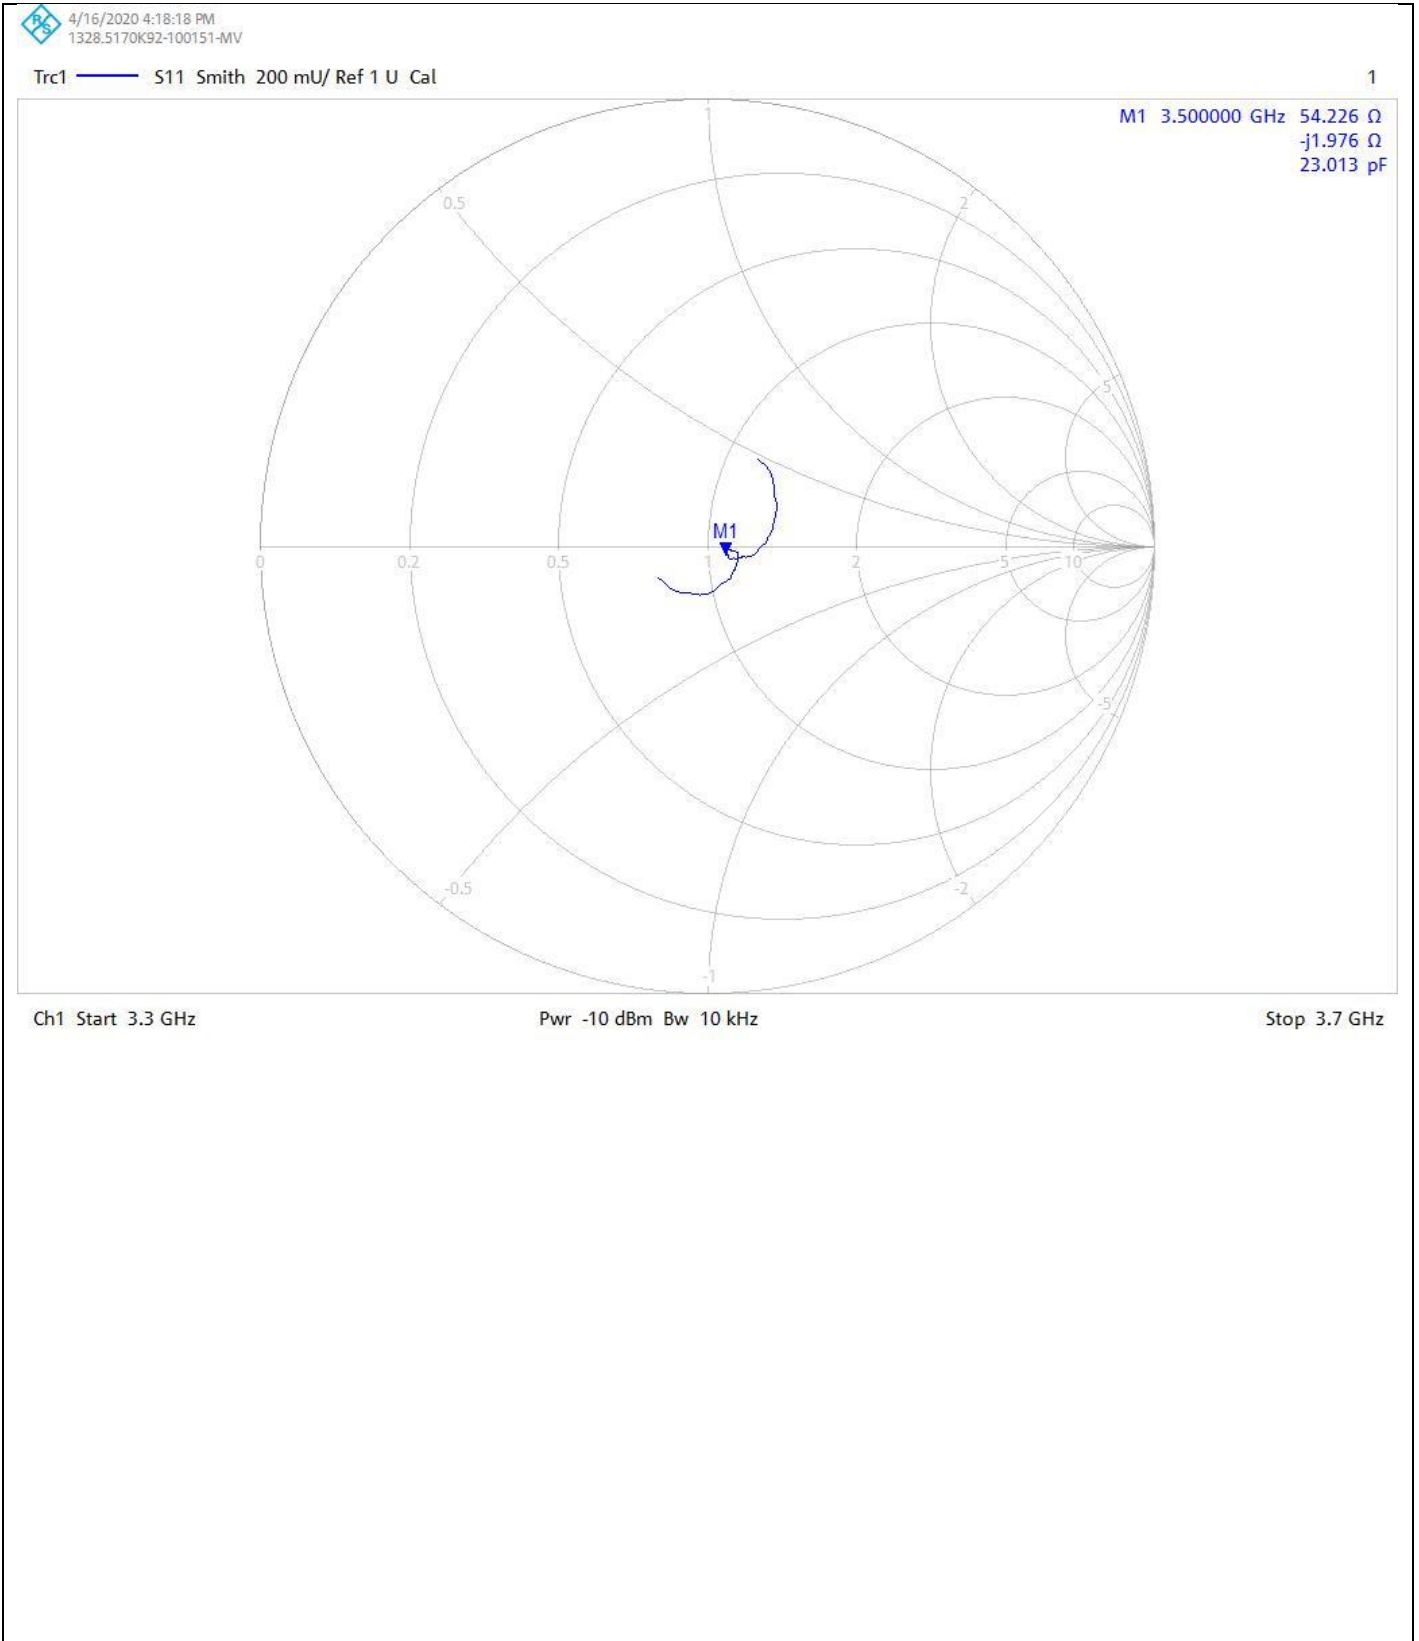 R S
4/16/2020 4:18:18 PM
1328.5170K92-100151-MV
Trc1 S11 Smith 200 mU/ Ref 1 U Cal 1
M1 3.500000 GHz 54.226 Ω
-j1.976 Ω
23.013 pF
1
0.5 2
5
M1
0 0.2 0.5 1 2 5 10
-5
-0.5 -2
-1
Ch1 Start 3.3 GHz Pwr -10 dBm Bw 10 kHz Stop 3.7 GHz